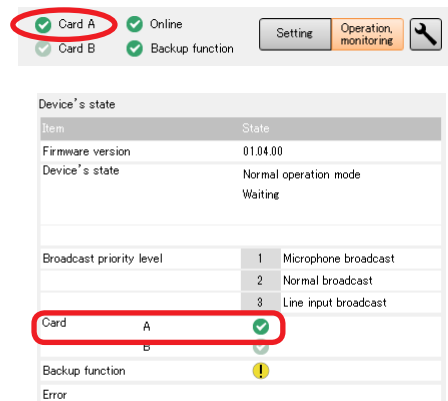 Card A Online
Card B Backup function
Setting
Operation,
monitoring
Device's state
Item State
Firmware version 01.04.00
Device's state Normal operation mode
Waiting
Broadcast priority level 1 Microphone broadcast
2 Normal broadcast
3 Line input broadcast
Card A
B
Backup function
Error